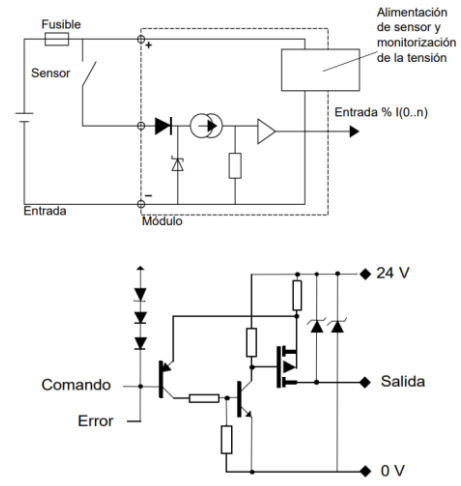 Fusible
Alimentación
de sensor y
monitorización
de la tensión
+
Sensor
Entrada % I(0..n)
–
Entrada
Módulo
24 V
Comando
Salida
Error
0 V